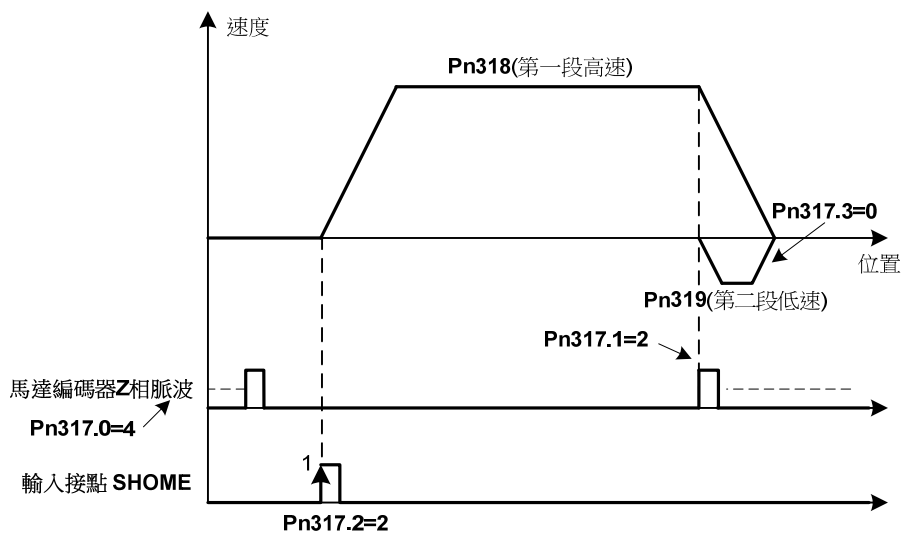 速度
Pn318(第一段高速)
Pn317.3=0
位置
Pn319(第二段低速)
Pn317.1=2
馬達編碼器Z相脈波
Pn317.0=4
1
輸入接點 SHOME
Pn317.2=2